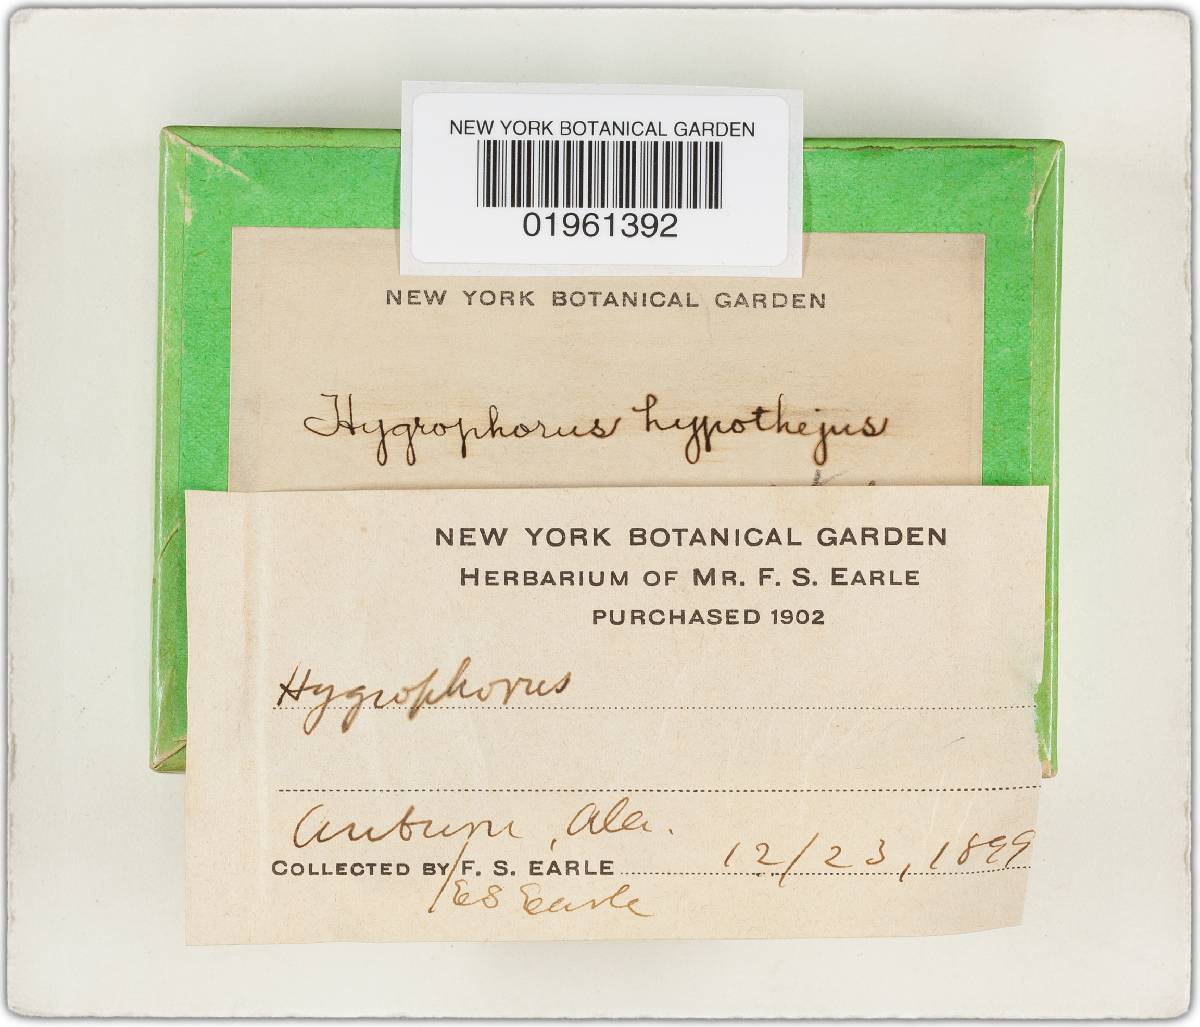 NEW YORK BOTANICAL GARDEN
01961392
NEW YORK BOTANICAL GARDEN
Hygrophorus hypothejus
NEW YORK BOTANICAL GARDEN
HERBARIUM OF MR. F. S. EARLE
PURCHASED 1902
Hygrophorus
Auburn, Ala.
COLLECTED BY / F. S. EARLE 12/23, 1899
ES Earle